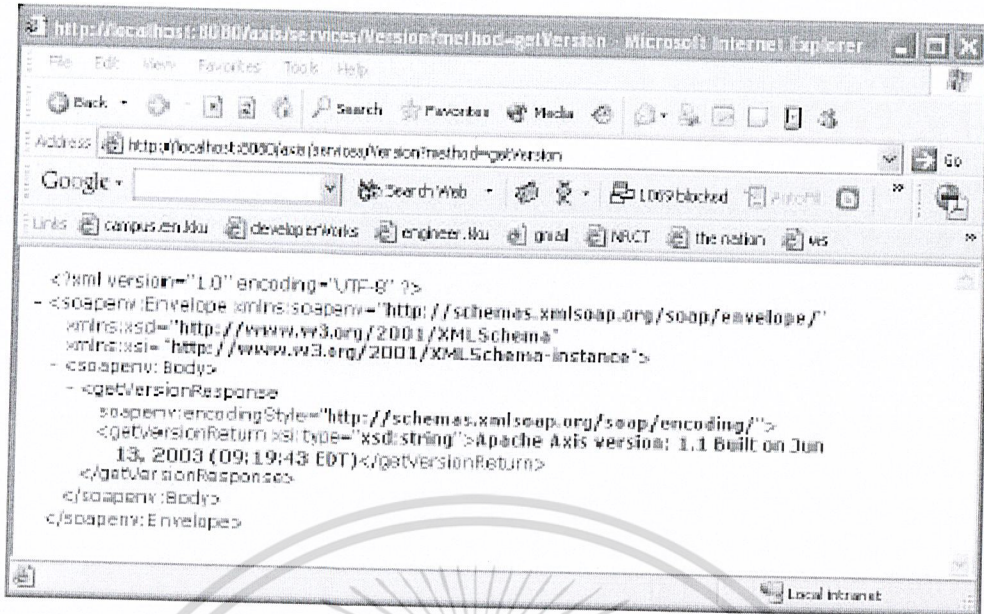 http://localhost:8080/axis/services/Version?method=getVersion - Microsoft Internet Explorer
File Edit View Favorites Tools Help
Back Search Favorites Media
Address http://localhost:8080/axis/services/Version?method=getVersion Go
Google Search Web 1069 blocked AutoFill »
Links campus.en.kku developerWorks engineer.kku gmail NRCT the nation ws »
<?xml version="1.0" encoding="UTF-8" ?>
- <soapenv:Envelope xmlns:soapenv="http://schemas.xmlsoap.org/soap/envelope/"
xmlns:xsd="http://www.w3.org/2001/XMLSchema"
xmlns:xsi="http://www.w3.org/2001/XMLSchema-instance">
- <soapenv:Body>
- <getVersionResponse
soapenv:encodingStyle="http://schemas.xmlsoap.org/soap/encoding/">
<getVersionReturn xsi:type="xsd:string">Apache Axis version: 1.1 Built on Jun
13, 2003 (09:19:43 EDT)</getVersionReturn>
</getVersionResponse>
</soapenv:Body>
</soapenv:Envelope>
Local intranet